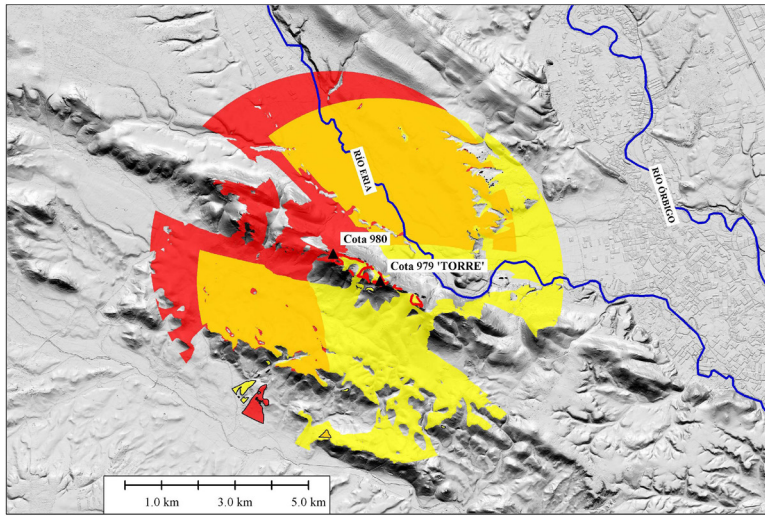 RÍO ERIA
RÍO ÓRBIGO
Cota 980
Cota 979 'TORRE'
1.0 km 3.0 km 5.0 km